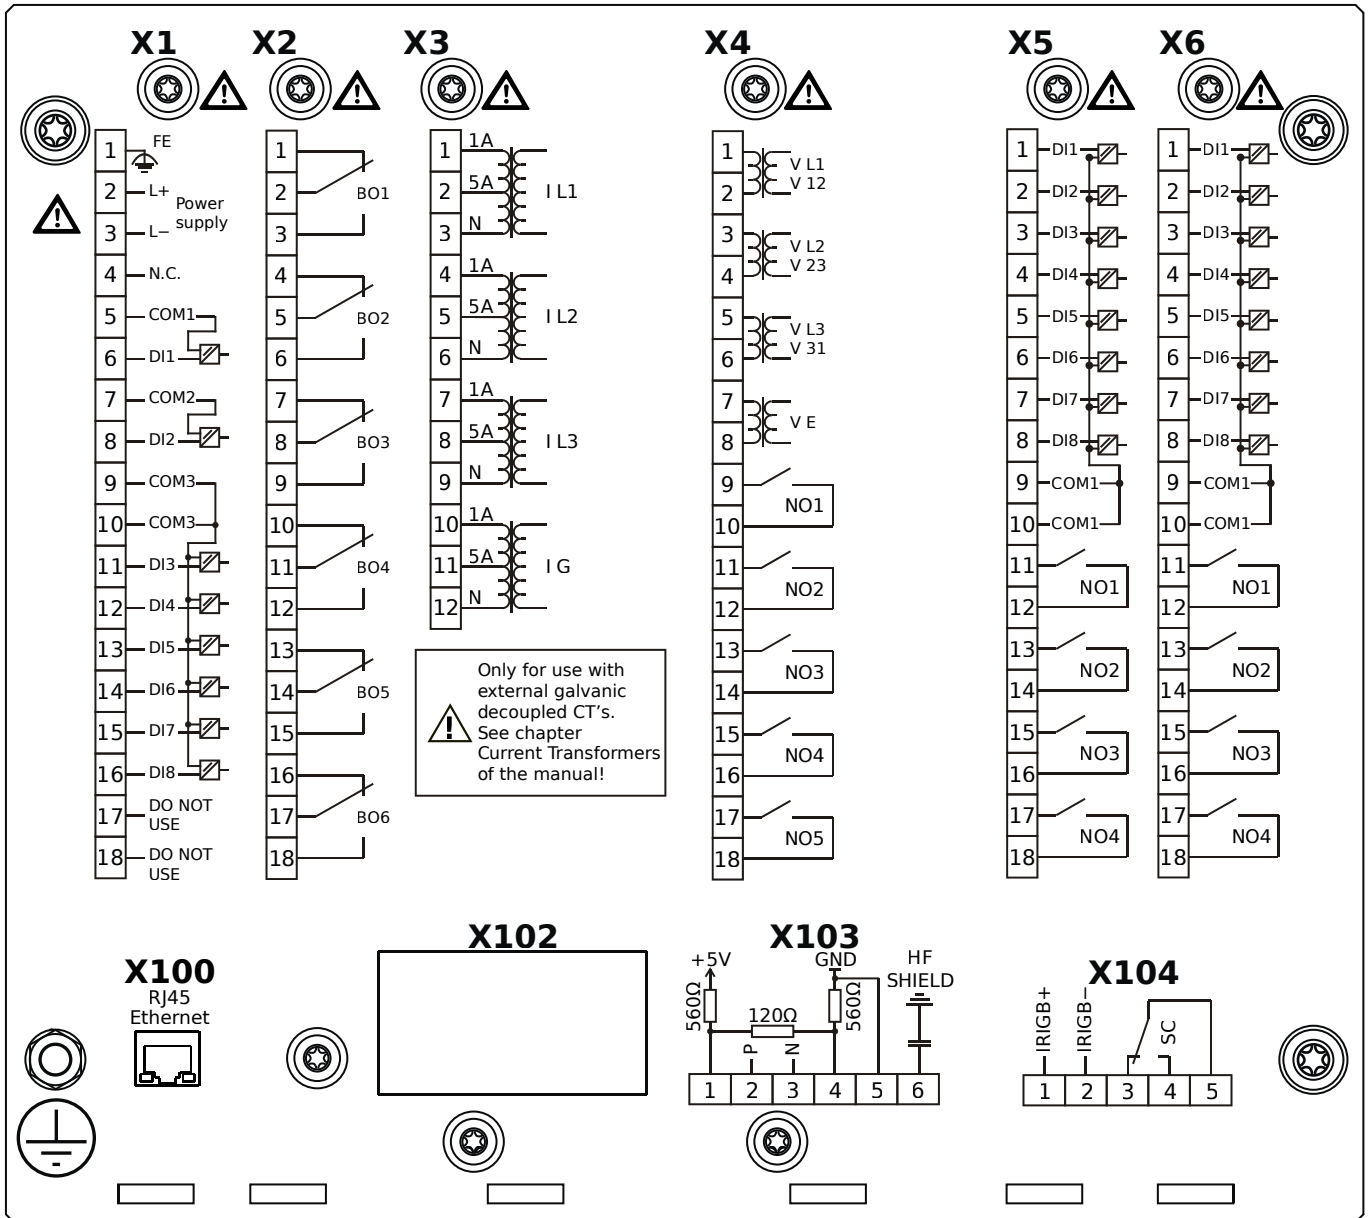 X1
X2
X3
X4
X5
X6
1 FE
2 L+
Power
supply
3 L−
4 N.C.
5 COM1
6 DI1
7 COM2
8 DI2
9 COM3
10 COM3
11 DI3
12 DI4
13 DI5
14 DI6
15 DI7
16 DI8
17 DO NOT
USE
18 DO NOT
USE
1
2 BO1
3
4
5 BO2
6
7
8 BO3
9
10
11 BO4
12
13
14 BO5
15
16
17 BO6
18
1 1A
2 5A I L1
3 N
4 1A
5 5A I L2
6 N
7 1A
8 5A I L3
9 N
10 1A
11 5A I G
12 N
Only for use with
external galvanic
decoupled CT's.
See chapter
Current Transformers
of the manual!
1 V L1
2 V 12
3 V L2
4 V 23
5 V L3
6 V 31
7
V E
8
9
NO1
10
11
NO2
12
13
NO3
14
15
NO4
16
17
NO5
18
1 DI1
2 DI2
3 DI3
4 DI4
5 DI5
6 DI6
7 DI7
8 DI8
9 COM1
10 COM1
11
NO1
12
13
NO2
14
15
NO3
16
17
NO4
18
1 DI1
2 DI2
3 DI3
4 DI4
5 DI5
6 DI6
7 DI7
8 DI8
9 COM1
10 COM1
11
NO1
12
13
NO2
14
15
NO3
16
17
NO4
18
X100
RJ45
Ethernet
X102
X103
+5V GND HF
SHIELD
560Ω 120Ω 560Ω
P N
1 2 3 4 5 6
X104
IRIGB+ IRIGB− SC
1 2 3 4 5